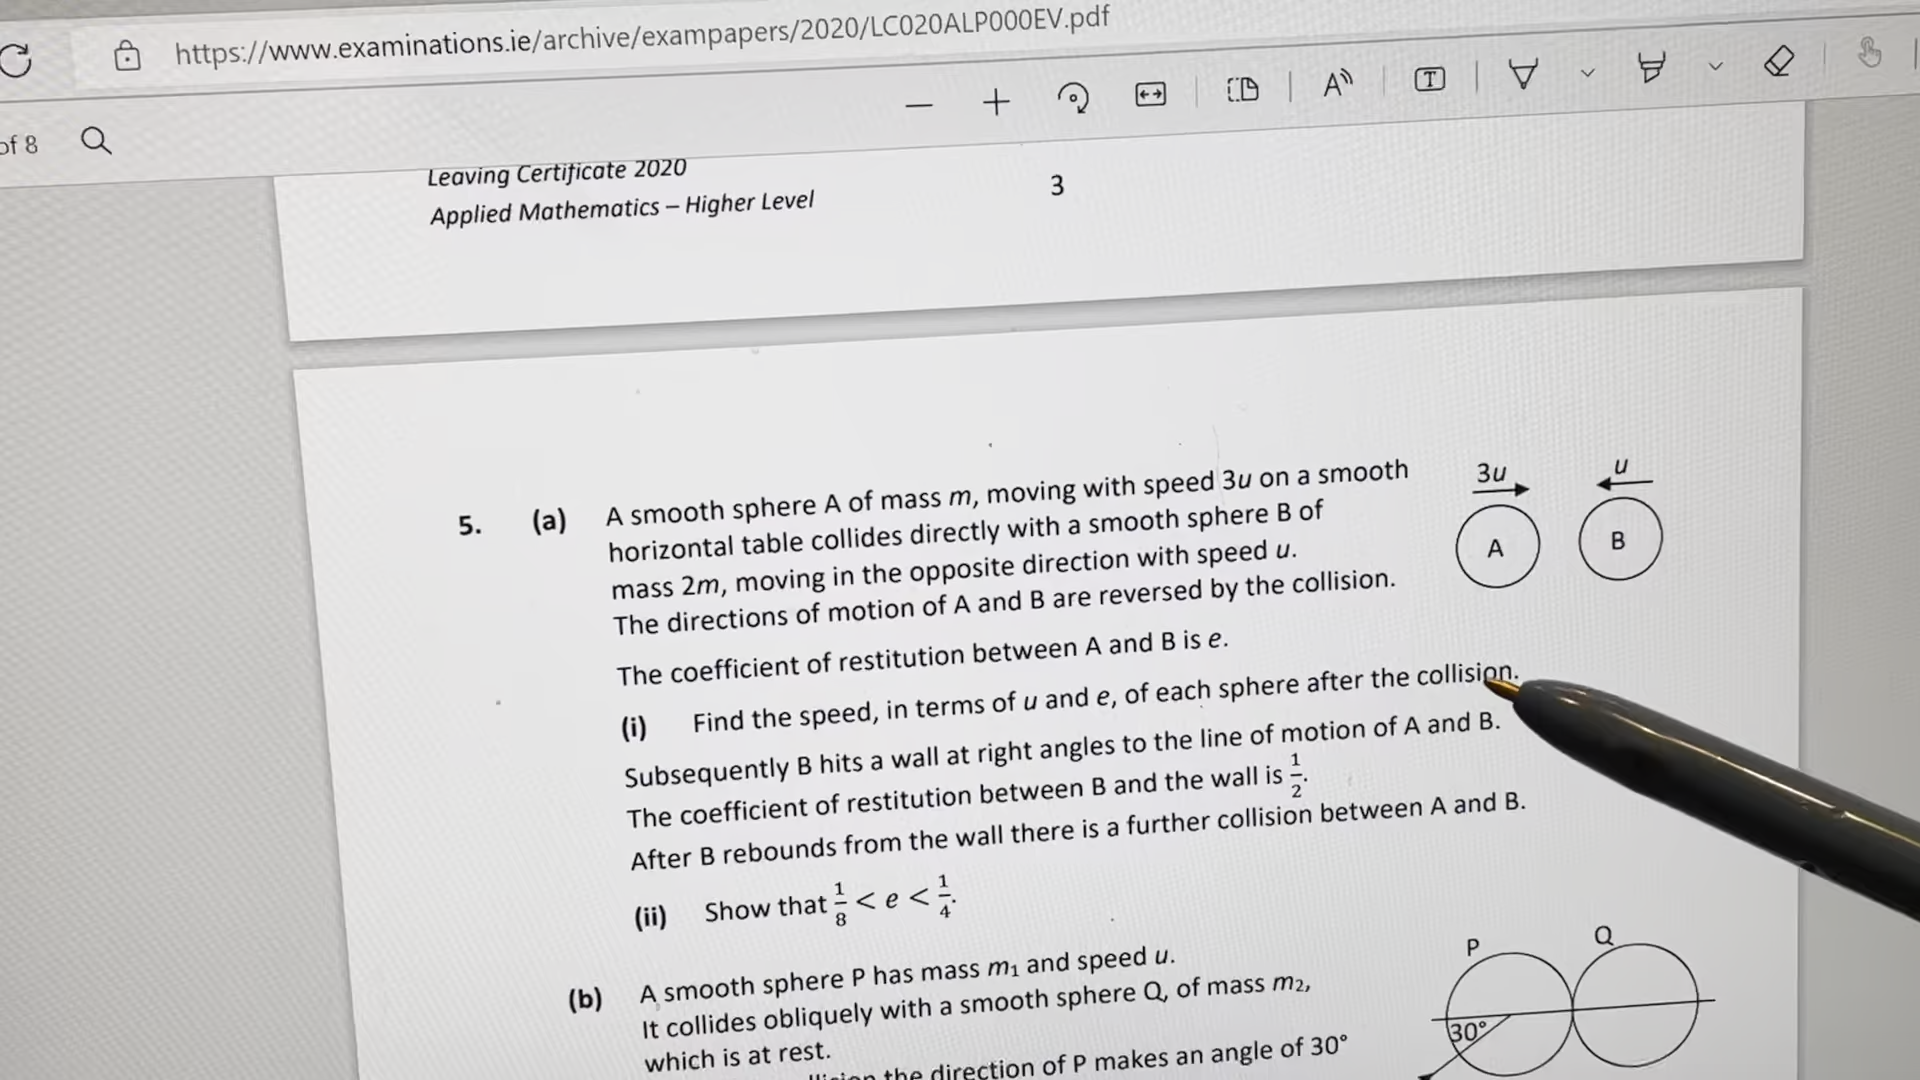 https://www.examinations.ie/archive/exampapers/2020/LC020ALP000EV.pdf
of 8
A
T
Leaving Certificate 2020
Applied Mathematics – Higher Level
3
5. (a) A smooth sphere A of mass m, moving with speed 3u on a smooth
horizontal table collides directly with a smooth sphere B of
mass 2m, moving in the opposite direction with speed u.
The directions of motion of A and B are reversed by the collision.
3u u
A B
The coefficient of restitution between A and B is e.
(i) Find the speed, in terms of u and e, of each sphere after the collision.
Subsequently B hits a wall at right angles to the line of motion of A and B.
The coefficient of restitution between B and the wall is 1/2.
After B rebounds from the wall there is a further collision between A and B.
(ii) Show that 1/8 < e < 1/4.
(b) A smooth sphere P has mass m₁ and speed u.
It collides obliquely with a smooth sphere Q, of mass m₂,
which is at rest.
the direction of P makes an angle of 30°
P Q
30°